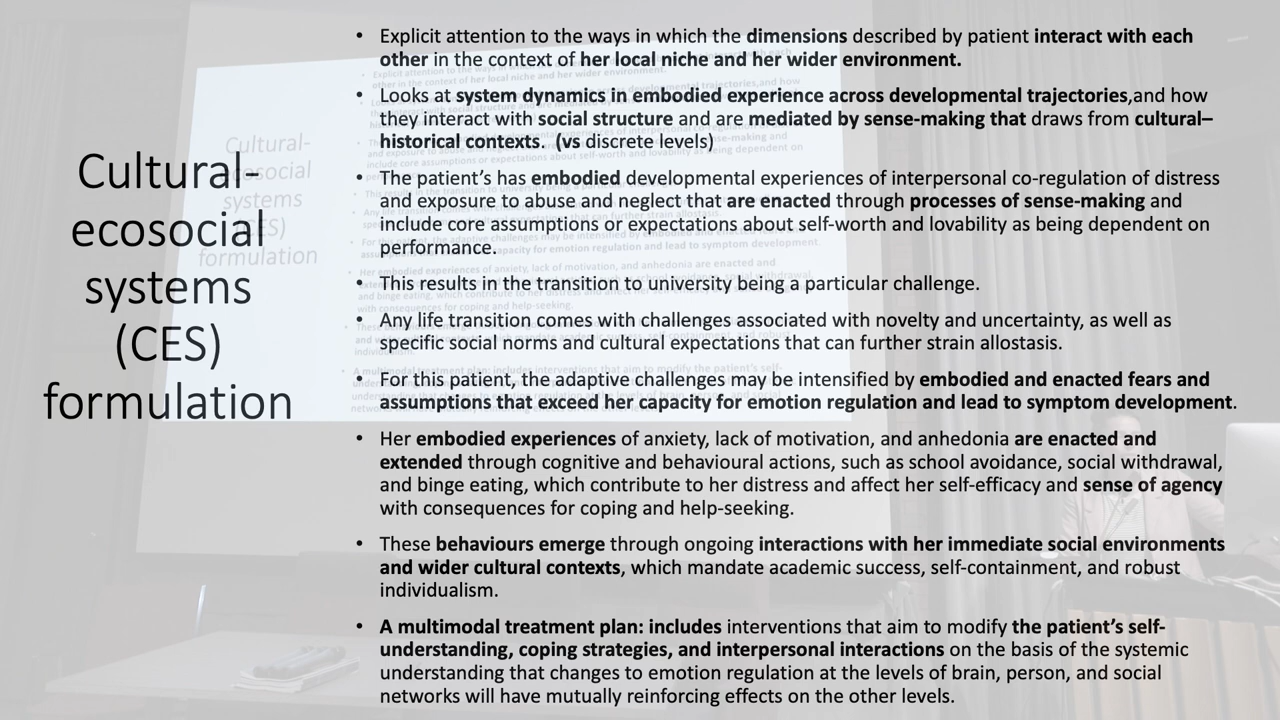 Cultural-
ecosocial
systems
(CES)
formulation
• Explicit attention to the ways in which the dimensions described by patient interact with each
other in the context of her local niche and her wider environment.
• Looks at system dynamics in embodied experience across developmental trajectories,and how
they interact with social structure and are mediated by sense-making that draws from cultural–
historical contexts. (vs discrete levels)
• The patient's has embodied developmental experiences of interpersonal co-regulation of distress
and exposure to abuse and neglect that are enacted through processes of sense-making and
include core assumptions or expectations about self-worth and lovability as being dependent on
performance.
• This results in the transition to university being a particular challenge.
• Any life transition comes with challenges associated with novelty and uncertainty, as well as
specific social norms and cultural expectations that can further strain allostasis.
• For this patient, the adaptive challenges may be intensified by embodied and enacted fears and
assumptions that exceed her capacity for emotion regulation and lead to symptom development.
• Her embodied experiences of anxiety, lack of motivation, and anhedonia are enacted and
extended through cognitive and behavioural actions, such as school avoidance, social withdrawal,
and binge eating, which contribute to her distress and affect her self-efficacy and sense of agency
with consequences for coping and help-seeking.
• These behaviours emerge through ongoing interactions with her immediate social environments
and wider cultural contexts, which mandate academic success, self-containment, and robust
individualism.
• A multimodal treatment plan: includes interventions that aim to modify the patient's self-
understanding, coping strategies, and interpersonal interactions on the basis of the systemic
understanding that changes to emotion regulation at the levels of brain, person, and social
networks will have mutually reinforcing effects on the other levels.